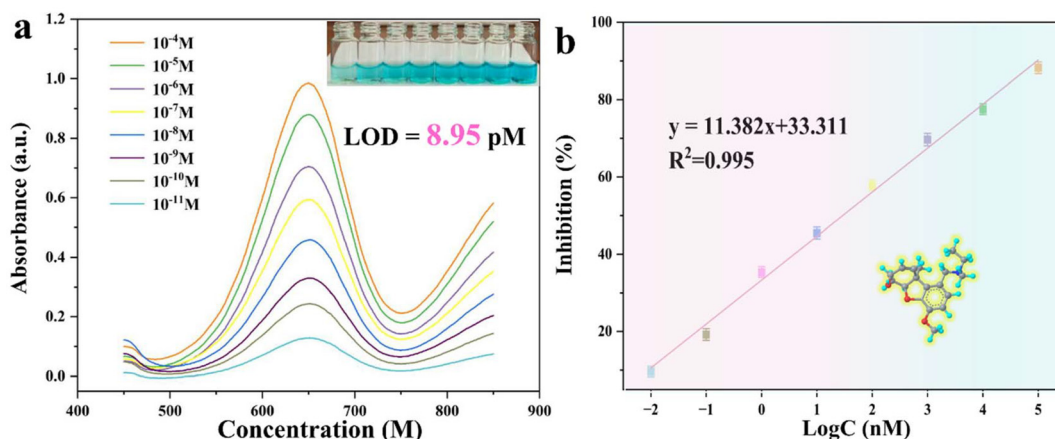 a
1.2
1.0
0.8
0.6
0.4
0.2
0.0
Absorbance (a.u.)
10⁻⁴M
10⁻⁵M
10⁻⁶M
10⁻⁷M
10⁻⁸M
10⁻⁹M
10⁻¹⁰M
10⁻¹¹M
LOD = 8.95 pM
400 500 600 700 800 900
Concentration (M)
b
100
80
60
40
20
Inhibition (%)
y = 11.382x+33.311
R²=0.995
−2 −1 0 1 2 3 4 5
LogC (nM)